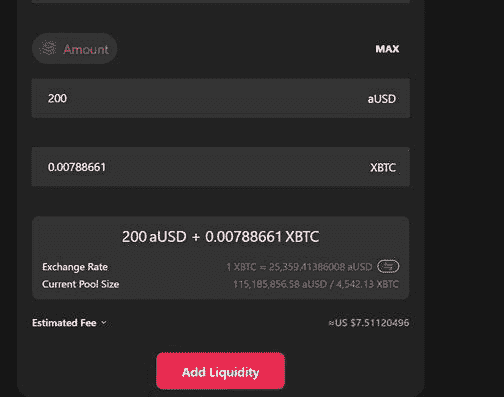 Amount MAX
200 aUSD
0.00788661 XBTC
200 aUSD + 0.00788661 XBTC
Exchange Rate 1 XBTC = 25,359.41386008 aUSD
Current Pool Size 115,185,856.58 aUSD / 4,542.13 XBTC
Estimated Fee ≈US $7.51120496
Add Liquidity